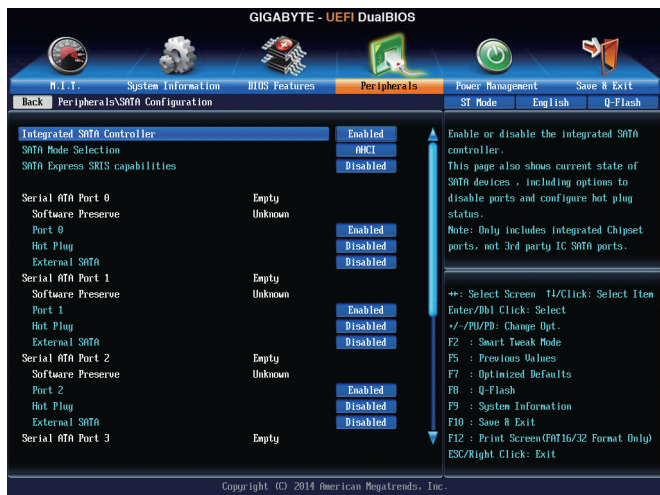 GIGABYTE - UEFI DualBIOS
M.I.T. System Information BIOS Features Peripherals Power Management Save & Exit
Back Peripherals\SATA Configuration ST Mode English Q-Flash
Integrated SATA Controller Enabled
SATA Mode Selection AHCI
SATA Express SRIS capabilities Disabled
Serial ATA Port 0 Empty
Software Preserve Unknown
Port 0 Enabled
Hot Plug Disabled
External SATA Disabled
Serial ATA Port 1 Empty
Software Preserve Unknown
Port 1 Enabled
Hot Plug Disabled
External SATA Disabled
Serial ATA Port 2 Empty
Software Preserve Unknown
Port 2 Enabled
Hot Plug Disabled
External SATA Disabled
Serial ATA Port 3 Empty
Enable or disable the integrated SATA
controller.
This page also shows current state of
SATA devices , including options to
disable ports and configure hot plug
status.
Note: Only includes integrated Chipset
ports, not 3rd party IC SATA ports.
→←: Select Screen ↑↓/Click: Select Item
Enter/Dbl Click: Select
+/-/PU/PD: Change Opt.
F2 : Smart Tweak Mode
F5 : Previous Values
F7 : Optimized Defaults
F8 : Q-Flash
F9 : System Information
F10 : Save & Exit
F12 : Print Screen(FAT16/32 Format Only)
ESC/Right Click: Exit
Copyright (C) 2014 American Megatrends, Inc.